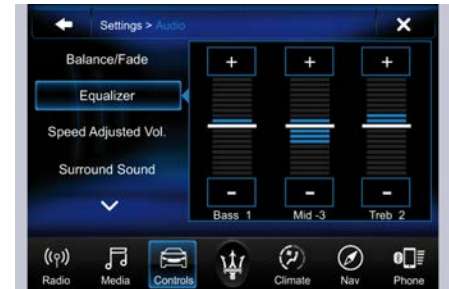 Settings > Audio
Balance/Fade
Equalizer
Speed Adjusted Vol.
Surround Sound
+ + +
- - -
Bass 1 Mid -3 Treb 2
Radio Media Controls Climate Nav Phone